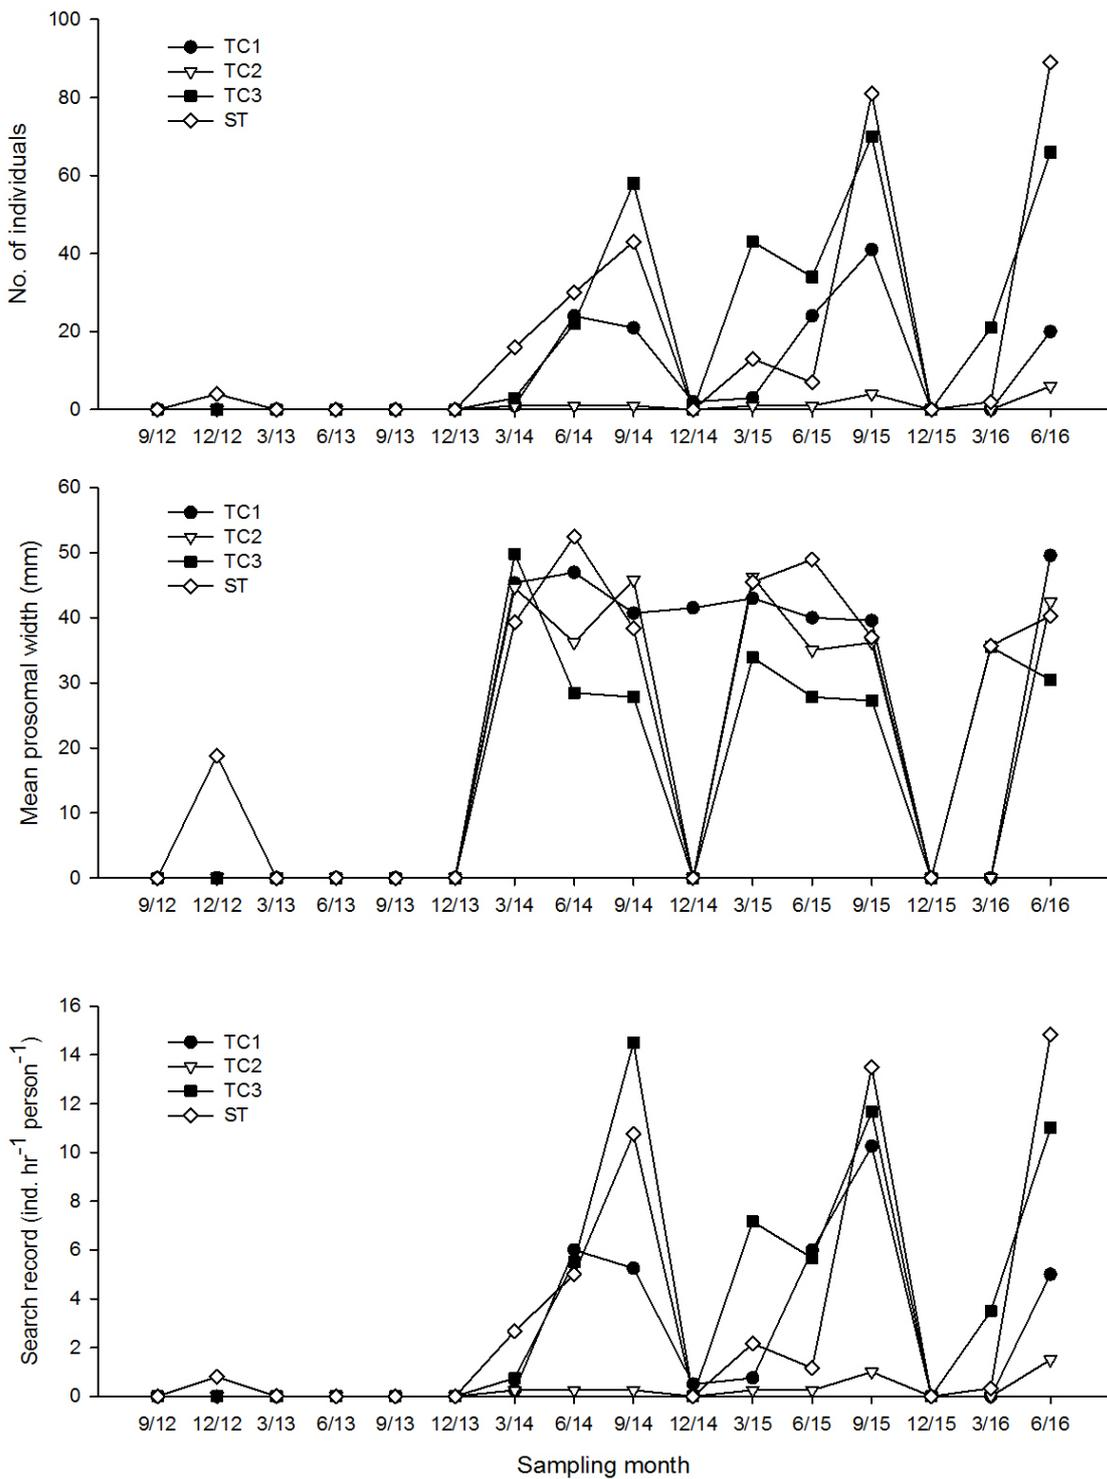 No. of individuals
100
80
60
40
20
0
TC1
TC2
TC3
ST
9/12 12/12 3/13 6/13 9/13 12/13 3/14 6/14 9/14 12/14 3/15 6/15 9/15 12/15 3/16 6/16
Mean prosomal width (mm)
60
50
40
30
20
10
0
TC1
TC2
TC3
ST
9/12 12/12 3/13 6/13 9/13 12/13 3/14 6/14 9/14 12/14 3/15 6/15 9/15 12/15 3/16 6/16
Search record (ind. hr⁻¹ person⁻¹)
16
14
12
10
8
6
4
2
0
TC1
TC2
TC3
ST
9/12 12/12 3/13 6/13 9/13 12/13 3/14 6/14 9/14 12/14 3/15 6/15 9/15 12/15 3/16 6/16
Sampling month